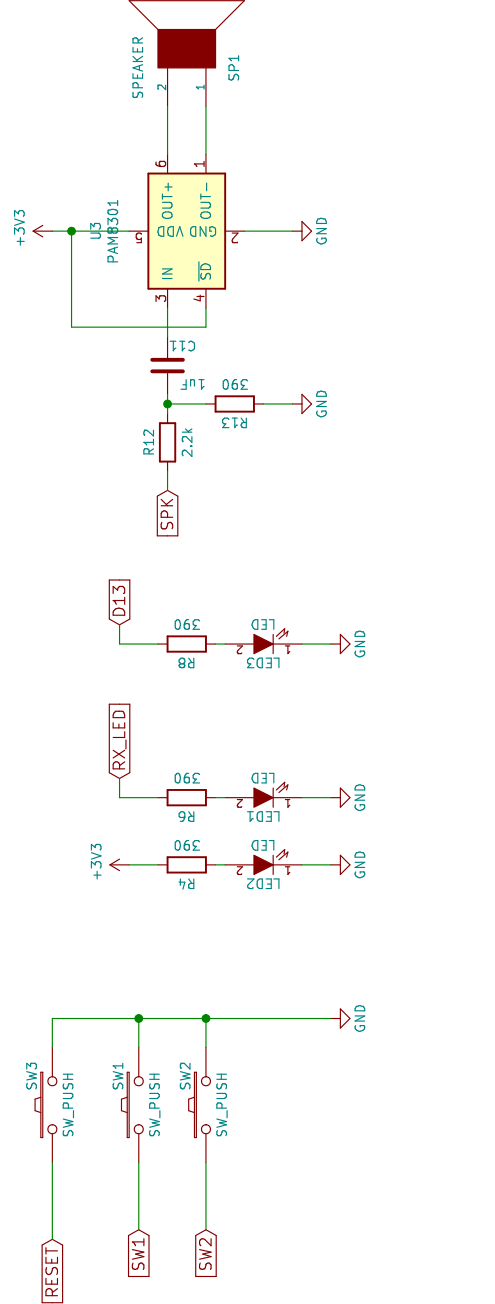 SPEAKER
SP1
2
1
6
1
U3
PAM8301
OUT+
OUT-
+3V3
5
VDD
GND
2
GND
IN
SD
3
4
C11
1uF
390
R13
GND
R12
2.2k
SPK
D13
390
R8
LED
2
1
LED3
GND
RX_LED
390
R6
LED
2
1
LED1
GND
+3V3
390
R4
LED
2
1
LED2
GND
GND
SW3
SW_PUSH
SW1
SW_PUSH
SW2
SW_PUSH
RESET
SW1
SW2